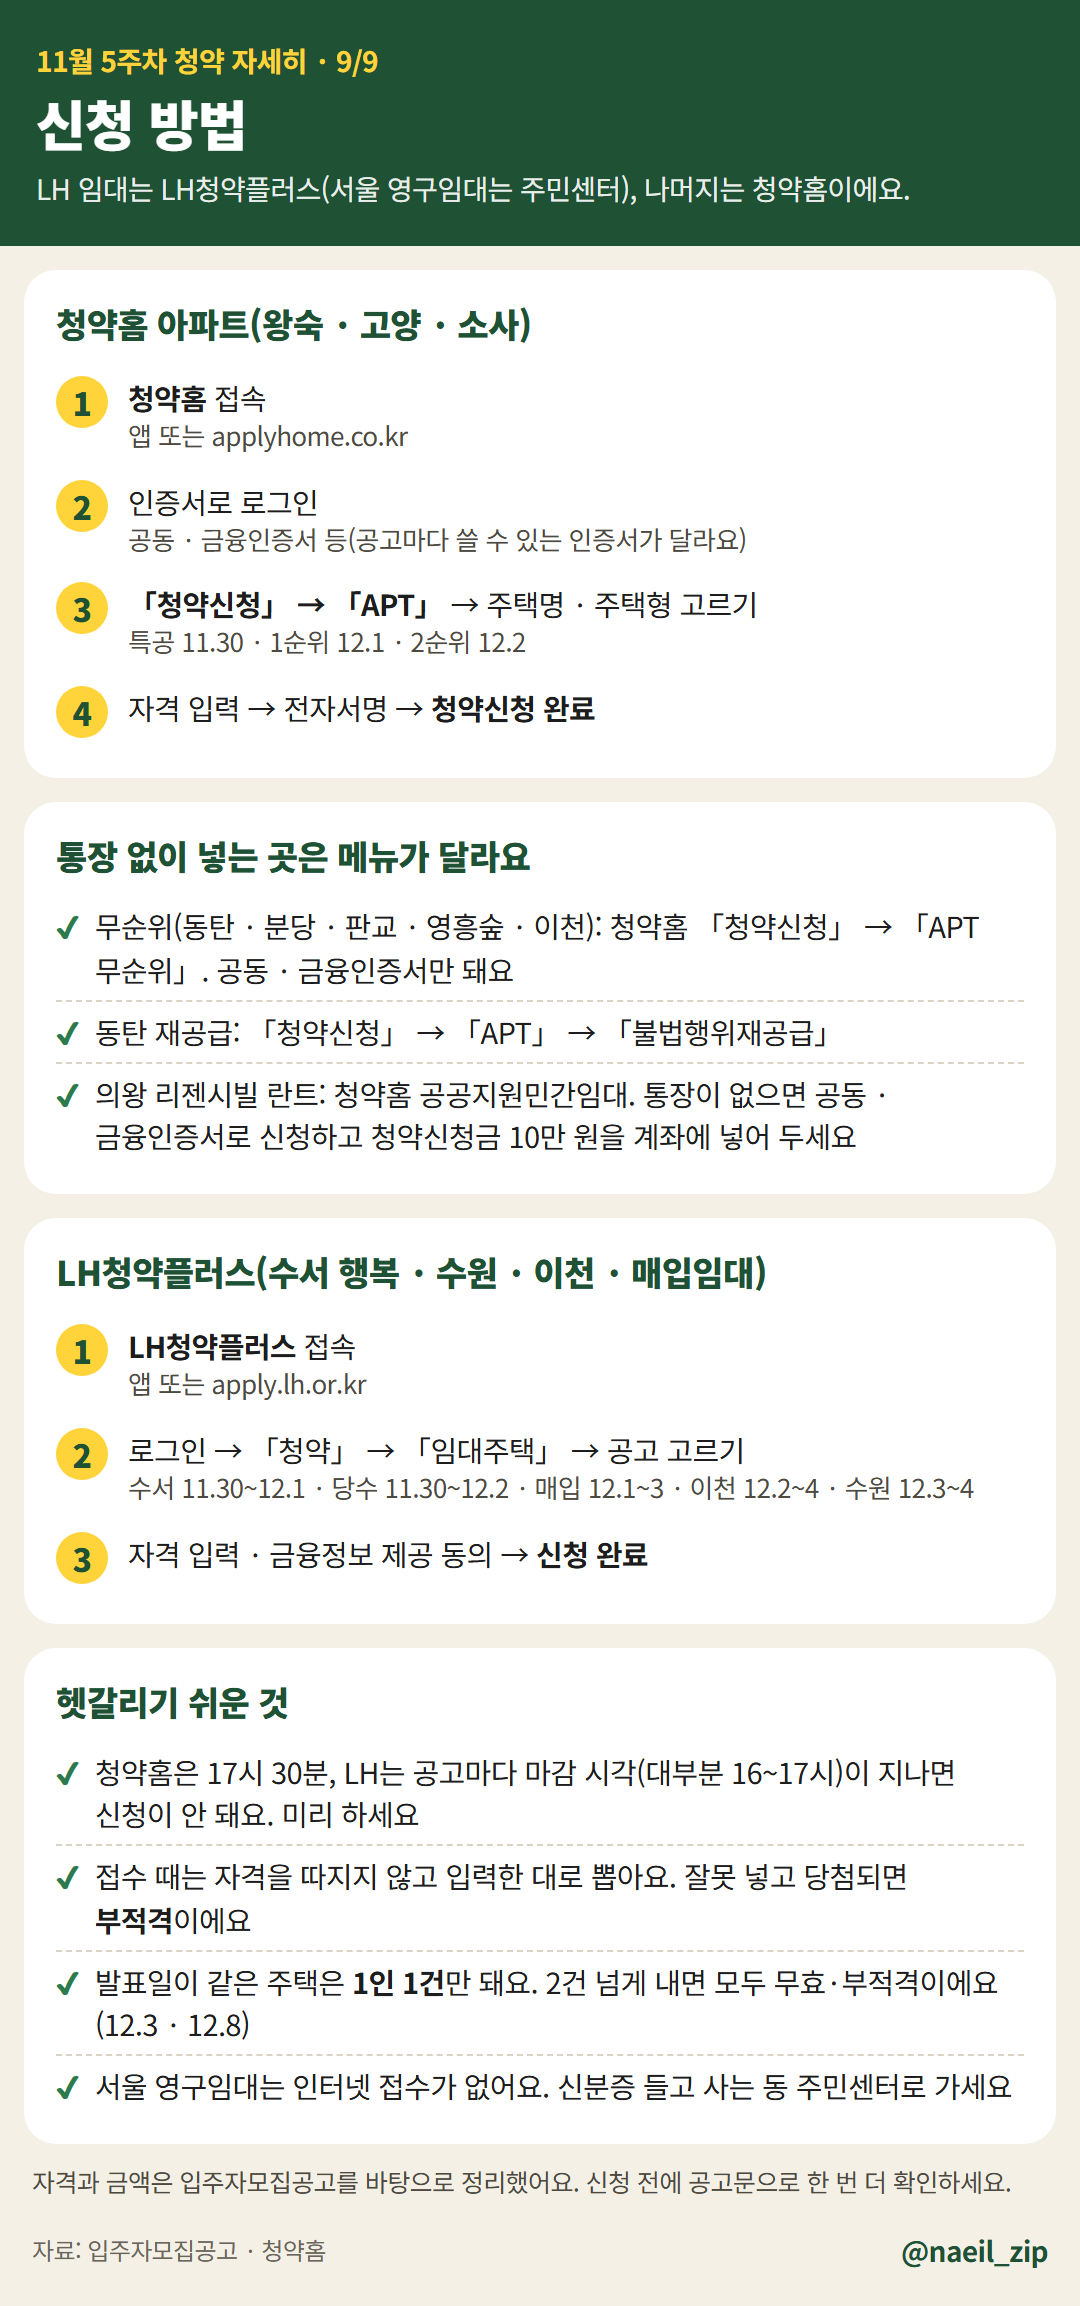 11월 5주차 청약 자세히 · 9/9
신청 방법
LH 임대는 LH청약플러스(서울 영구임대는 주민센터), 나머지는 청약홈이에요.
청약홈 아파트(왕숙 · 고양 · 소사)
1 청약홈 접속
앱 또는 applyhome.co.kr
2 인증서로 로그인
공동 · 금융인증서 등(공고마다 쓸 수 있는 인증서가 달라요)
3 「청약신청」 → 「APT」 → 주택명 · 주택형 고르기
특공 11.30 · 1순위 12.1 · 2순위 12.2
4 자격 입력 → 전자서명 → 청약신청 완료
통장 없이 넣는 곳은 메뉴가 달라요
✔ 무순위(동탄 · 분당 · 판교 · 영흥숲 · 이천): 청약홈 「청약신청」 → 「APT
무순위」. 공동 · 금융인증서만 돼요
✔ 동탄 재공급: 「청약신청」 → 「APT」 → 「불법행위재공급」
✔ 의왕 리젠시빌 란트: 청약홈 공공지원민간임대. 통장이 없으면 공동 ·
금융인증서로 신청하고 청약신청금 10만 원을 계좌에 넣어 두세요
LH청약플러스(수서 행복 · 수원 · 이천 · 매입임대)
1 LH청약플러스 접속
앱 또는 apply.lh.or.kr
2 로그인 → 「청약」 → 「임대주택」 → 공고 고르기
수서 11.30~12.1 · 당수 11.30~12.2 · 매입 12.1~3 · 이천 12.2~4 · 수원 12.3~4
3 자격 입력 · 금융정보 제공 동의 → 신청 완료
헷갈리기 쉬운 것
✔ 청약홈은 17시 30분, LH는 공고마다 마감 시각(대부분 16~17시)이 지나면
신청이 안 돼요. 미리 하세요
✔ 접수 때는 자격을 따지지 않고 입력한 대로 뽑아요. 잘못 넣고 당첨되면
부적격이에요
✔ 발표일이 같은 주택은 1인 1건만 돼요. 2건 넘게 내면 모두 무효·부적격이에요
(12.3 · 12.8)
✔ 서울 영구임대는 인터넷 접수가 없어요. 신분증 들고 사는 동 주민센터로 가세요
자격과 금액은 입주자모집공고를 바탕으로 정리했어요. 신청 전에 공고문으로 한 번 더 확인하세요.
자료: 입주자모집공고 · 청약홈
@naeil_zip